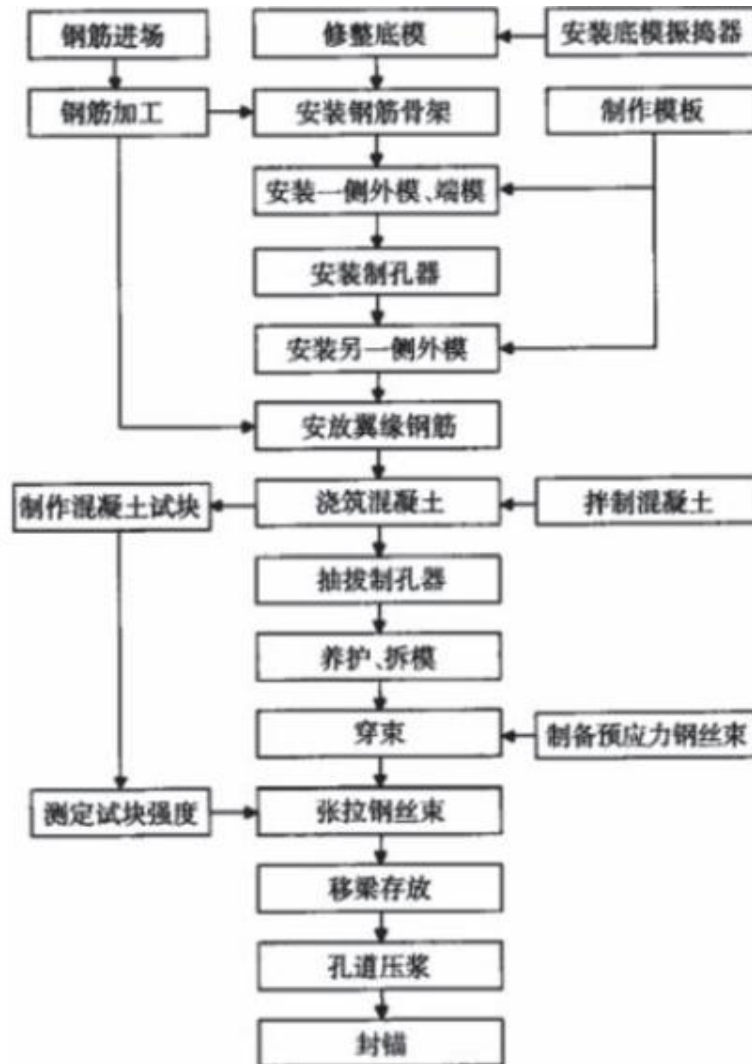 钢筋进场
修整底模
安装底模振捣器
钢筋加工
安装钢筋骨架
制作模板
安装一侧外模、端模
安装制孔器
安装另一侧外模
安放翼缘钢筋
制作混凝土试块
浇筑混凝土
拌制混凝土
抽拔制孔器
养护、拆模
穿束
制备预应力钢丝束
测定试块强度
张拉钢丝束
移梁存放
孔道压浆
封锚